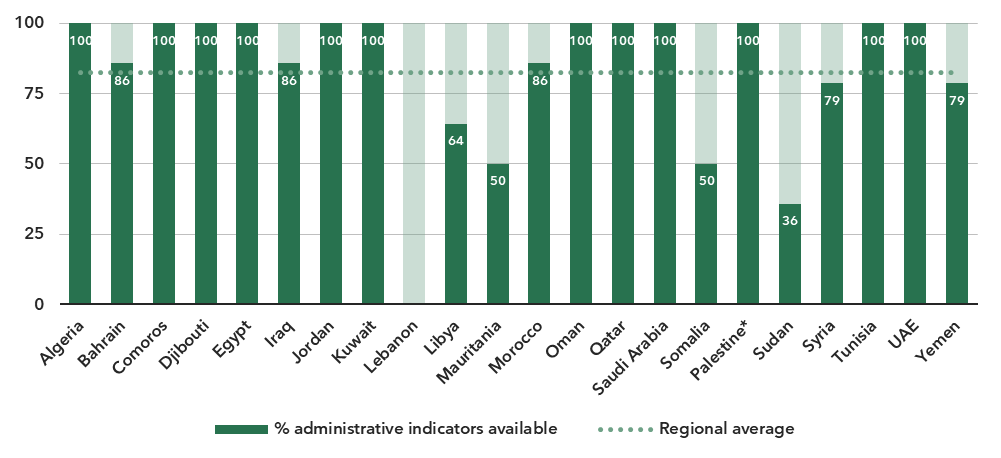 100
75
50
25
0
100
86
100
100
100
86
100
100
64
50
86
100
100
100
50
100
36
79
100
100
79
Algeria
Bahrain
Comoros
Djibouti
Egypt
Iraq
Jordan
Kuwait
Lebanon
Libya
Mauritania
Morocco
Oman
Qatar
Saudi Arabia
Somalia
Palestine*
Sudan
Syria
Tunisia
UAE
Yemen
% administrative indicators available
Regional average